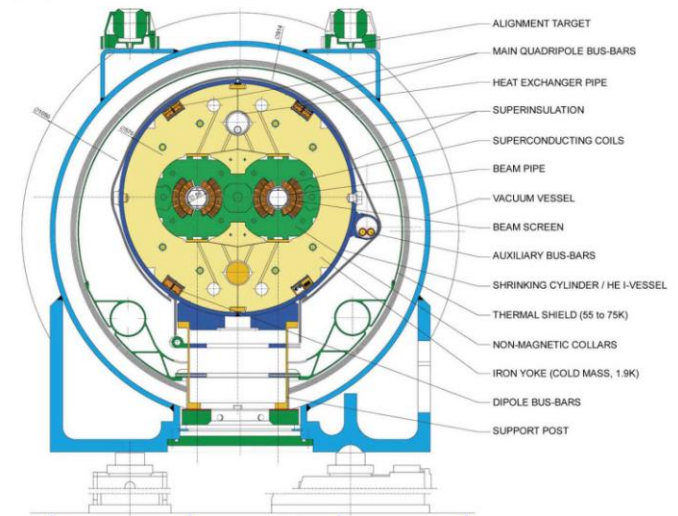 ALIGNMENT TARGET
MAIN QUADRIPOLE BUS-BARS
HEAT EXCHANGER PIPE
SUPERINSULATION
SUPERCONDUCTING COILS
BEAM PIPE
VACUUM VESSEL
BEAM SCREEN
AUXILIARY BUS-BARS
SHRINKING CYLINDER / HE I-VESSEL
THERMAL SHIELD (55 to 75K)
NON-MAGNETIC COLLARS
IRON YOKE (COLD MASS, 1.9K)
DIPOLE BUS-BARS
SUPPORT POST